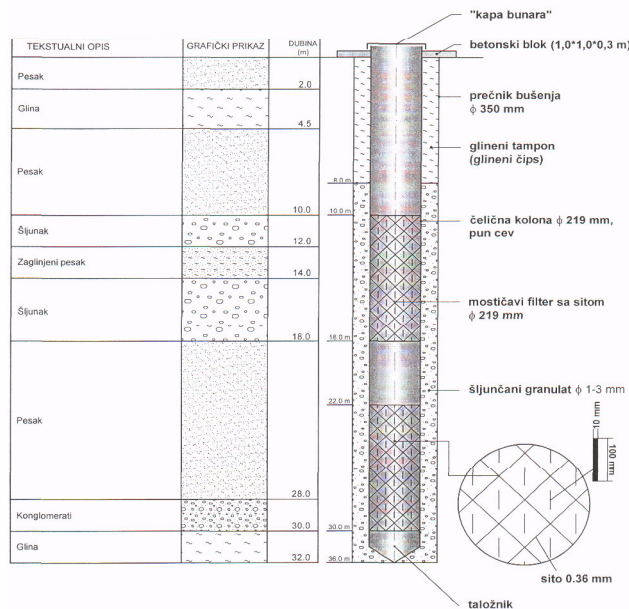 "kapa bunara"
TEKSTUALNI OPIS
GRAFIČKI PRIKAZ
DUBINA
(m)
betonski blok (1,0*1,0*0,3 m)
Pesak
2.0
Glina
4.5
Pesak
10.0
Šljunak
12.0
Zaglinjeni pesak
14.0
Šljunak
18.0
Pesak
28.0
Konglomerati
30.0
Glina
32.0
prečnik bušenja
ϕ 350 mm
glineni tampon
(glineni čips)
8.0 m
10.0 m
čelična kolona ϕ 219 mm,
pun cev
mostičavi filter sa sitom
ϕ 219 mm
18.0 m
šljunčani granulat ϕ 1-3 mm
22.0 m
10 mm
100 mm
30.0 m
36.0 m
sito 0.36 mm
taložnik